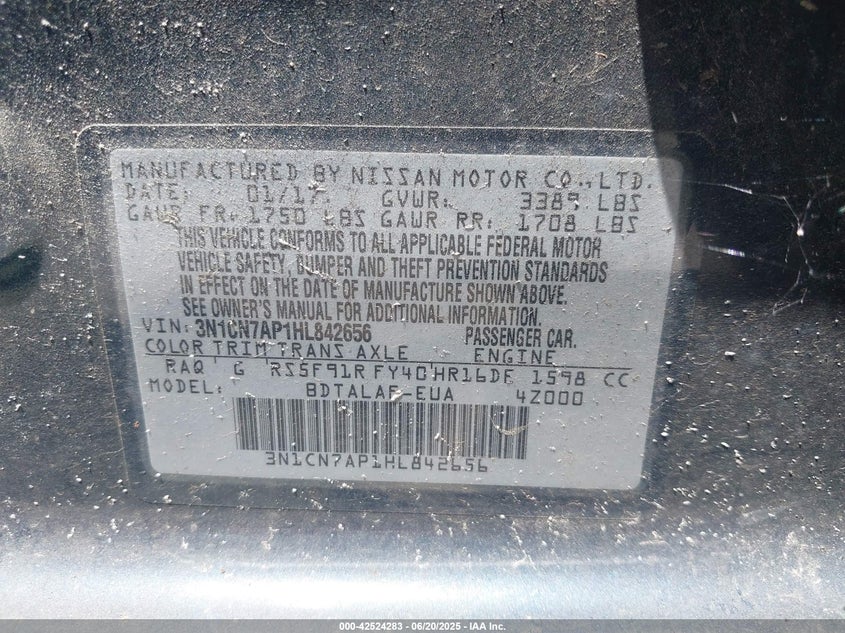 MANUFACTURED BY NISSAN MOTOR CO.,LTD.
DATE: 01/17. GVWR: 3389 LBS
GAWR FR: 1750 LBS GAWR RR: 1708 LBS
THIS VEHICLE CONFORMS TO ALL APPLICABLE FEDERAL MOTOR
VEHICLE SAFETY, BUMPER AND THEFT PREVENTION STANDARDS
IN EFFECT ON THE DATE OF MANUFACTURE SHOWN ABOVE.
SEE OWNER'S MANUAL FOR ADDITIONAL INFORMATION.
VIN: 3N1CN7AP1HL842656 PASSENGER CAR.
COLOR TRIM TRANS AXLE ENGINE
RAQ G RS5F91R FY40 HR16DE 1598 CC
MODEL: BDTALAF-EUA 4Z000
3N1CN7AP1HL842656
000-42524283 | 06/20/2025 - IAA Inc.